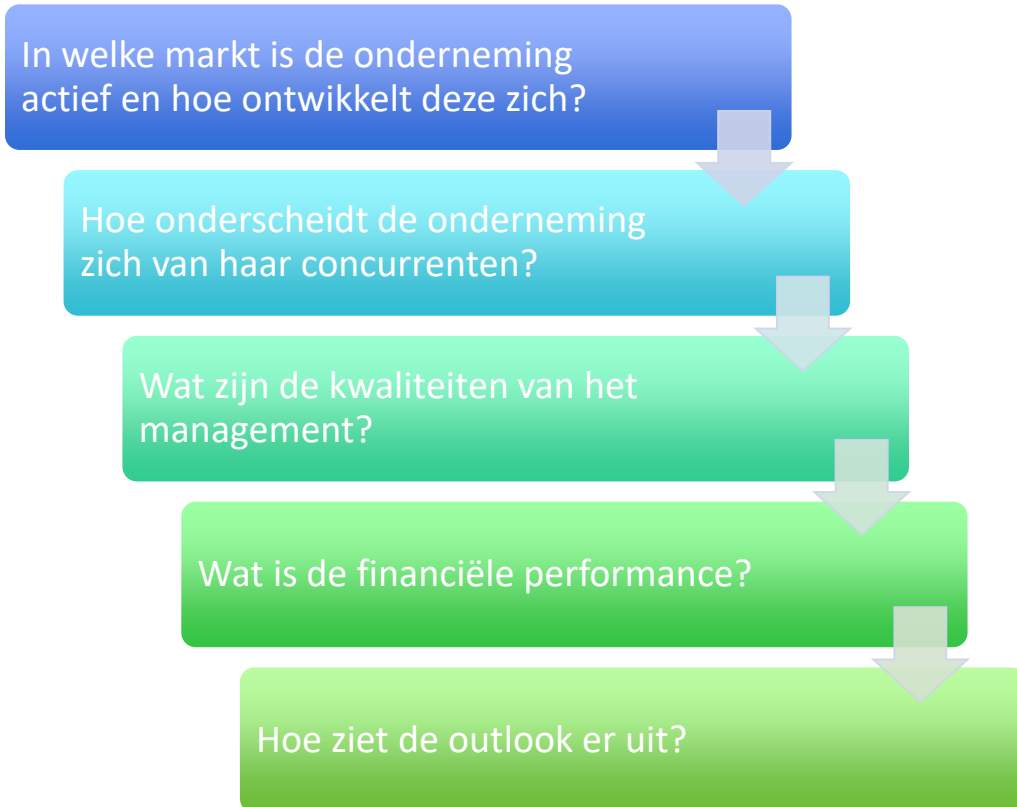 In welke markt is de onderneming
actief en hoe ontwikkelt deze zich?
Hoe onderscheidt de onderneming
zich van haar concurrenten?
Wat zijn de kwaliteiten van het
management?
Wat is de financiële performance?
Hoe ziet de outlook er uit?